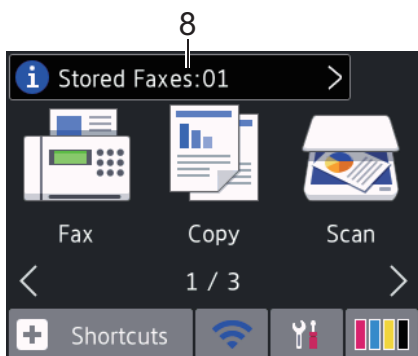 8
Stored Faxes:01
Fax Copy Scan
1 / 3
Shortcuts